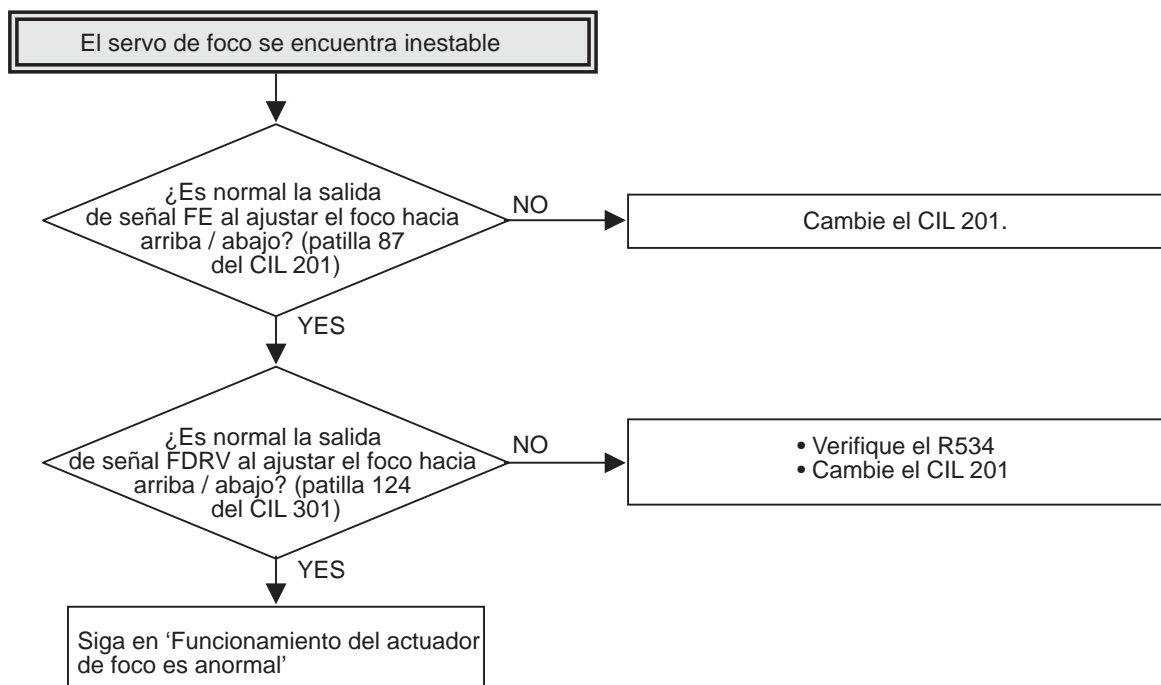 El servo de foco se encuentra inestable
¿Es normal la salida
de señal FE al ajustar el foco hacia
arriba / abajo? (patilla 87
del CIL 201)
NO
Cambie el CIL 201.
YES
¿Es normal la salida
de señal FDRV al ajustar el foco hacia
arriba / abajo? (patilla 124
del CIL 301)
NO
• Verifique el R534
• Cambie el CIL 201
YES
Siga en ‘Funcionamiento del actuador
de foco es anormal’